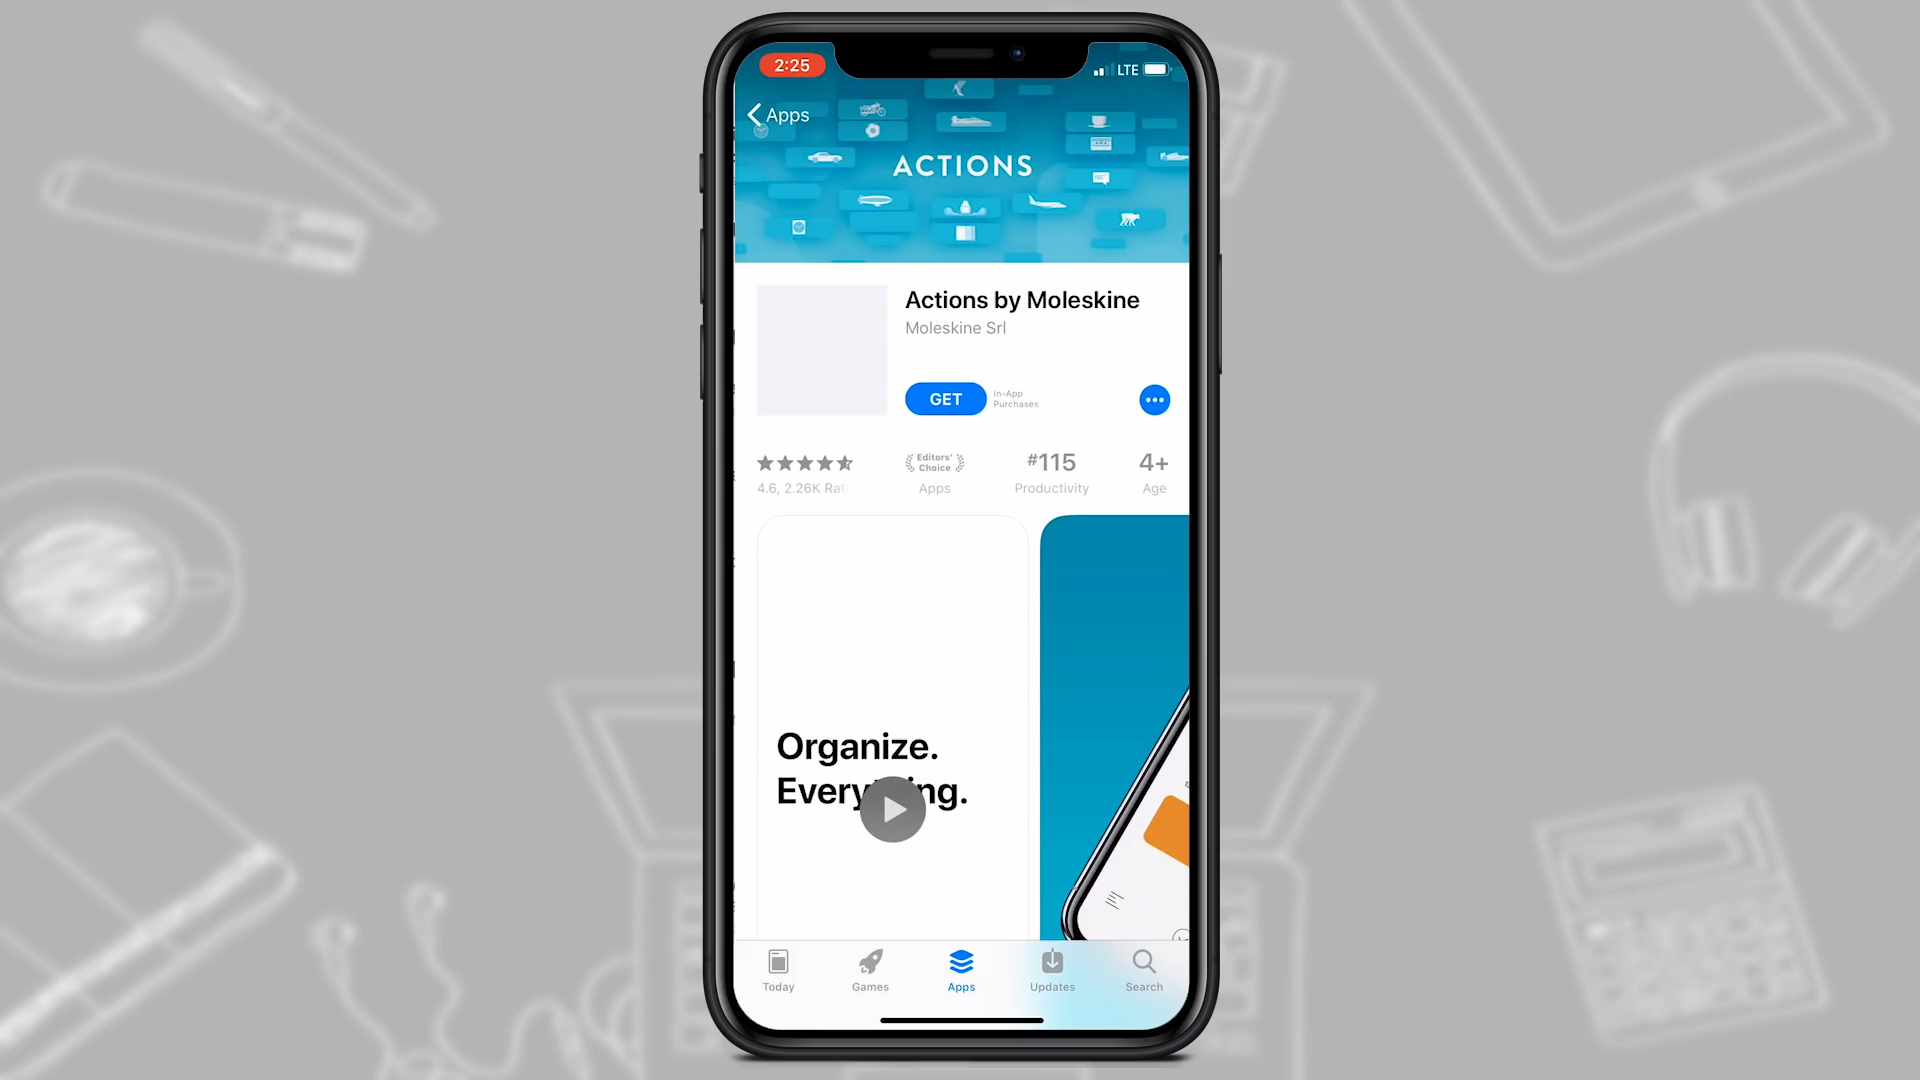 2:25
LTE
Apps
ACTIONS
Actions by Moleskine
Moleskine Srl
GET
In-App
Purchases
Editors'
Choice
#115
4+
4.6, 2.26K Rat
Apps
Productivity
Age
Organize.
Today
Games
Apps
Updates
Search